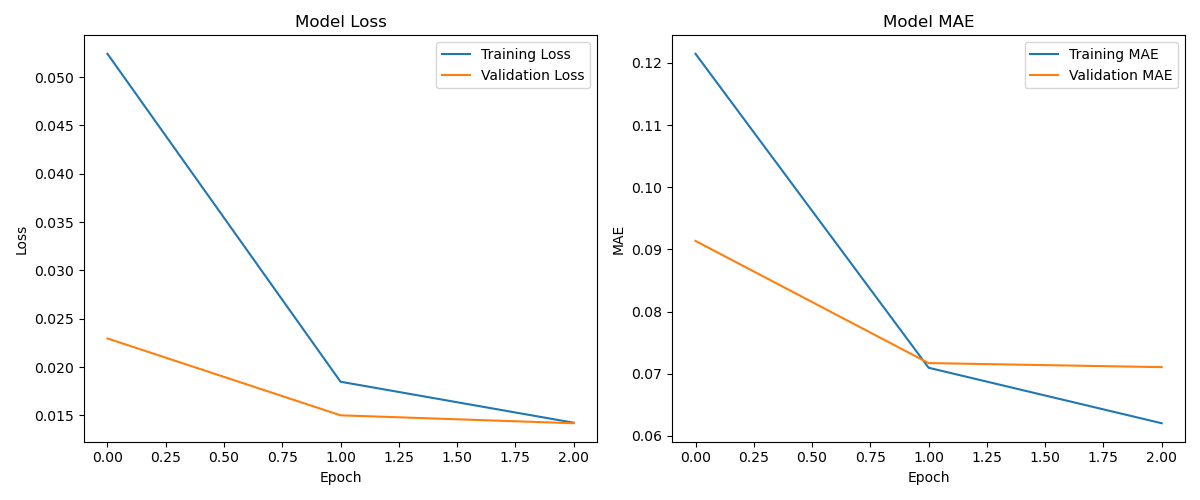 Model Loss
Training Loss
Validation Loss
Loss
0.050
0.045
0.040
0.035
0.030
0.025
0.020
0.015
0.00 0.25 0.50 0.75 1.00 1.25 1.50 1.75 2.00
Epoch
Model MAE
Training MAE
Validation MAE
MAE
0.12
0.11
0.10
0.09
0.08
0.07
0.06
0.00 0.25 0.50 0.75 1.00 1.25 1.50 1.75 2.00
Epoch